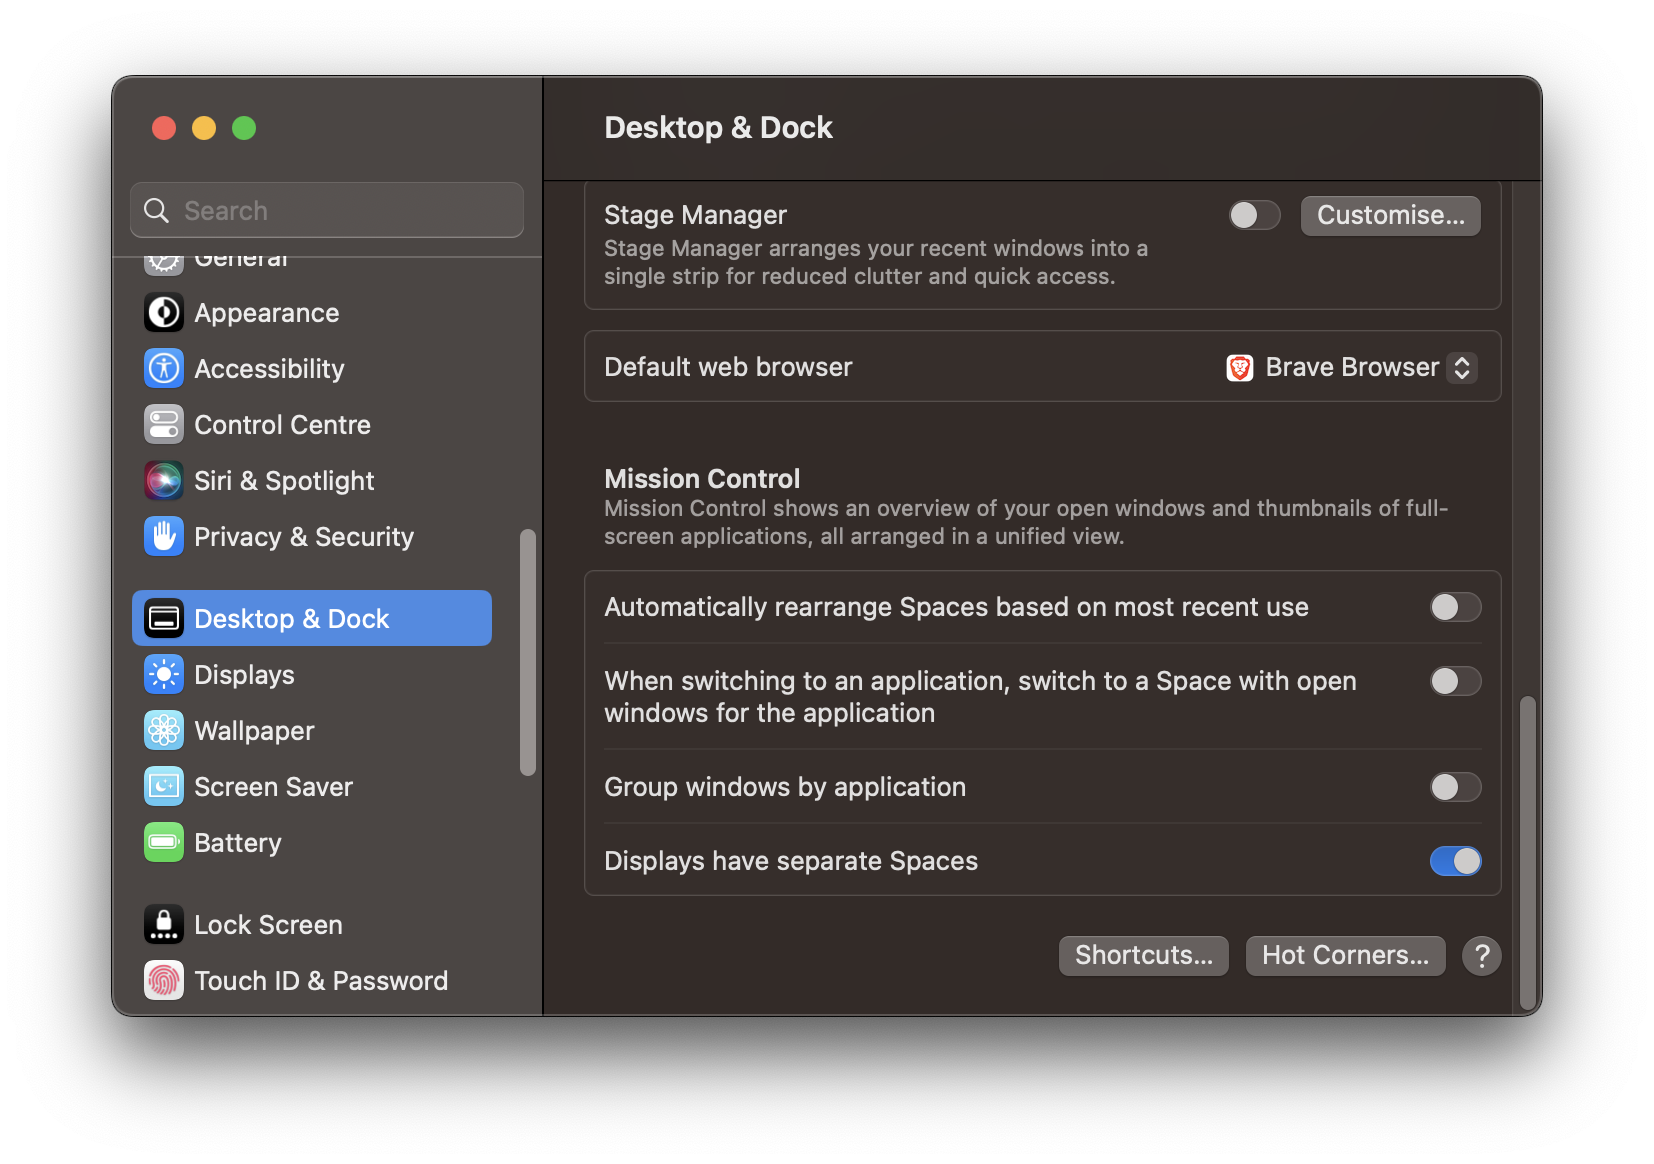 Desktop & Dock
Search
General
Appearance
Accessibility
Control Centre
Siri & Spotlight
Privacy & Security
Desktop & Dock
Displays
Wallpaper
Screen Saver
Battery
Lock Screen
Touch ID & Password
Stage Manager
Customise...
Stage Manager arranges your recent windows into a
single strip for reduced clutter and quick access.
Default web browser
Brave Browser
Mission Control
Mission Control shows an overview of your open windows and thumbnails of full-
screen applications, all arranged in a unified view.
Automatically rearrange Spaces based on most recent use
When switching to an application, switch to a Space with open
windows for the application
Group windows by application
Displays have separate Spaces
Shortcuts...
Hot Corners...
?